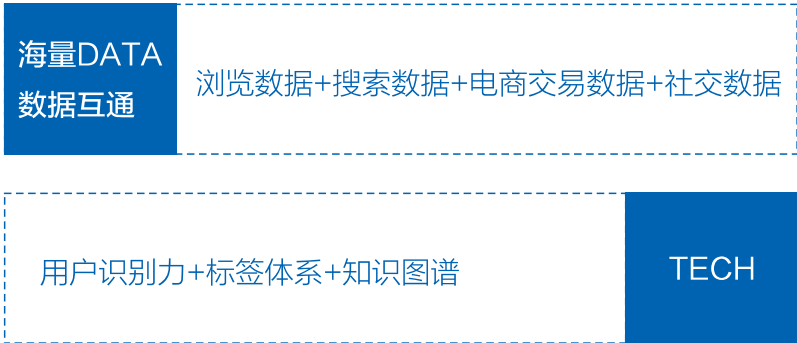 海量DATA
数据互通
浏览数据+搜索数据+电商交易数据+社交数据
用户识别力+标签体系+知识图谱
TECH